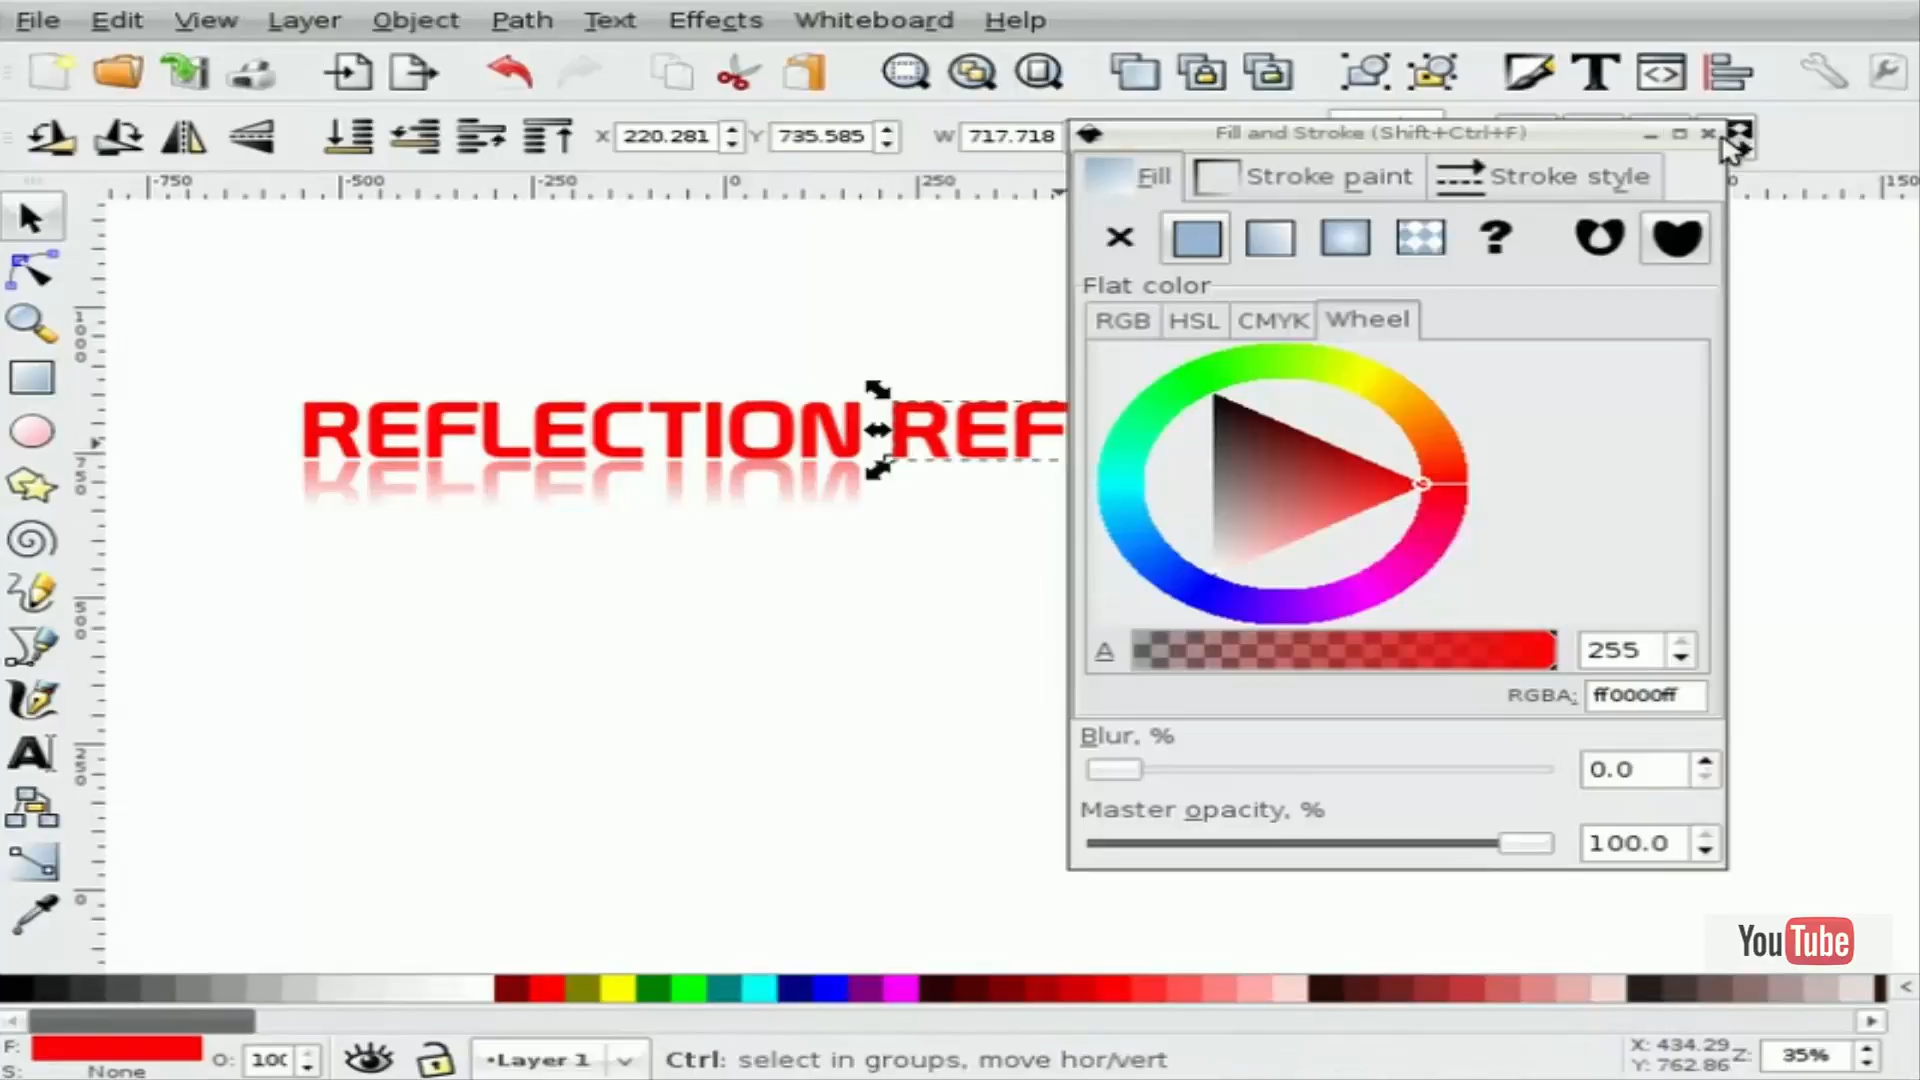 File Edit View Layer Object Path Text Effects Whiteboard Help
X 220.281 Y 735.585 W 717.718
Fill and Stroke (Shift+Ctrl+F)
-750 -500 -250 0 250
Fill Stroke paint Stroke style
Flat color
RGB HSL CMYK Wheel
REFLECTION REF
A 255
RGBA: ff0000ff
Blur, %
0.0
Master opacity, %
100.0
YouTube
F:
S: None
O: 100
•Layer 1
Ctrl: select in groups, move hor/vert
X: 434.29
Y: 762.86
Z: 35%